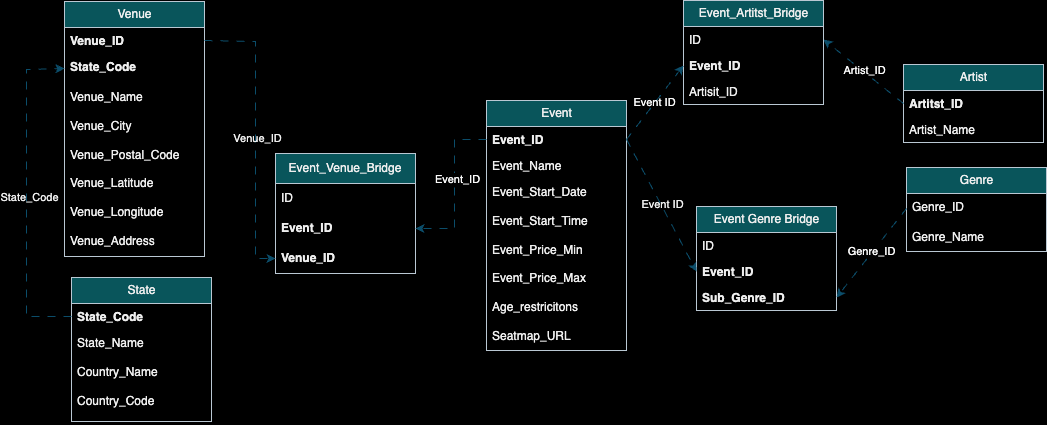 Venue
Venue_ID
State_Code
Venue_Name
Venue_City
Venue_Postal_Code
Venue_Latitude
Venue_Longitude
Venue_Address
State_Code
State
State_Code
State_Name
Country_Name
Country_Code
Venue_ID
Event_Venue_Bridge
ID
Event_ID
Venue_ID
Event_ID
Event
Event_ID
Event_Name
Event_Start_Date
Event_Start_Time
Event_Price_Min
Event_Price_Max
Age_restricitons
Seatmap_URL
Event ID
Event ID
Event_Artitst_Bridge
ID
Event_ID
Artisit_ID
Artist_ID
Artist
Artitst_ID
Artist_Name
Event Genre Bridge
ID
Event_ID
Sub_Genre_ID
Genre_ID
Genre
Genre_ID
Genre_Name